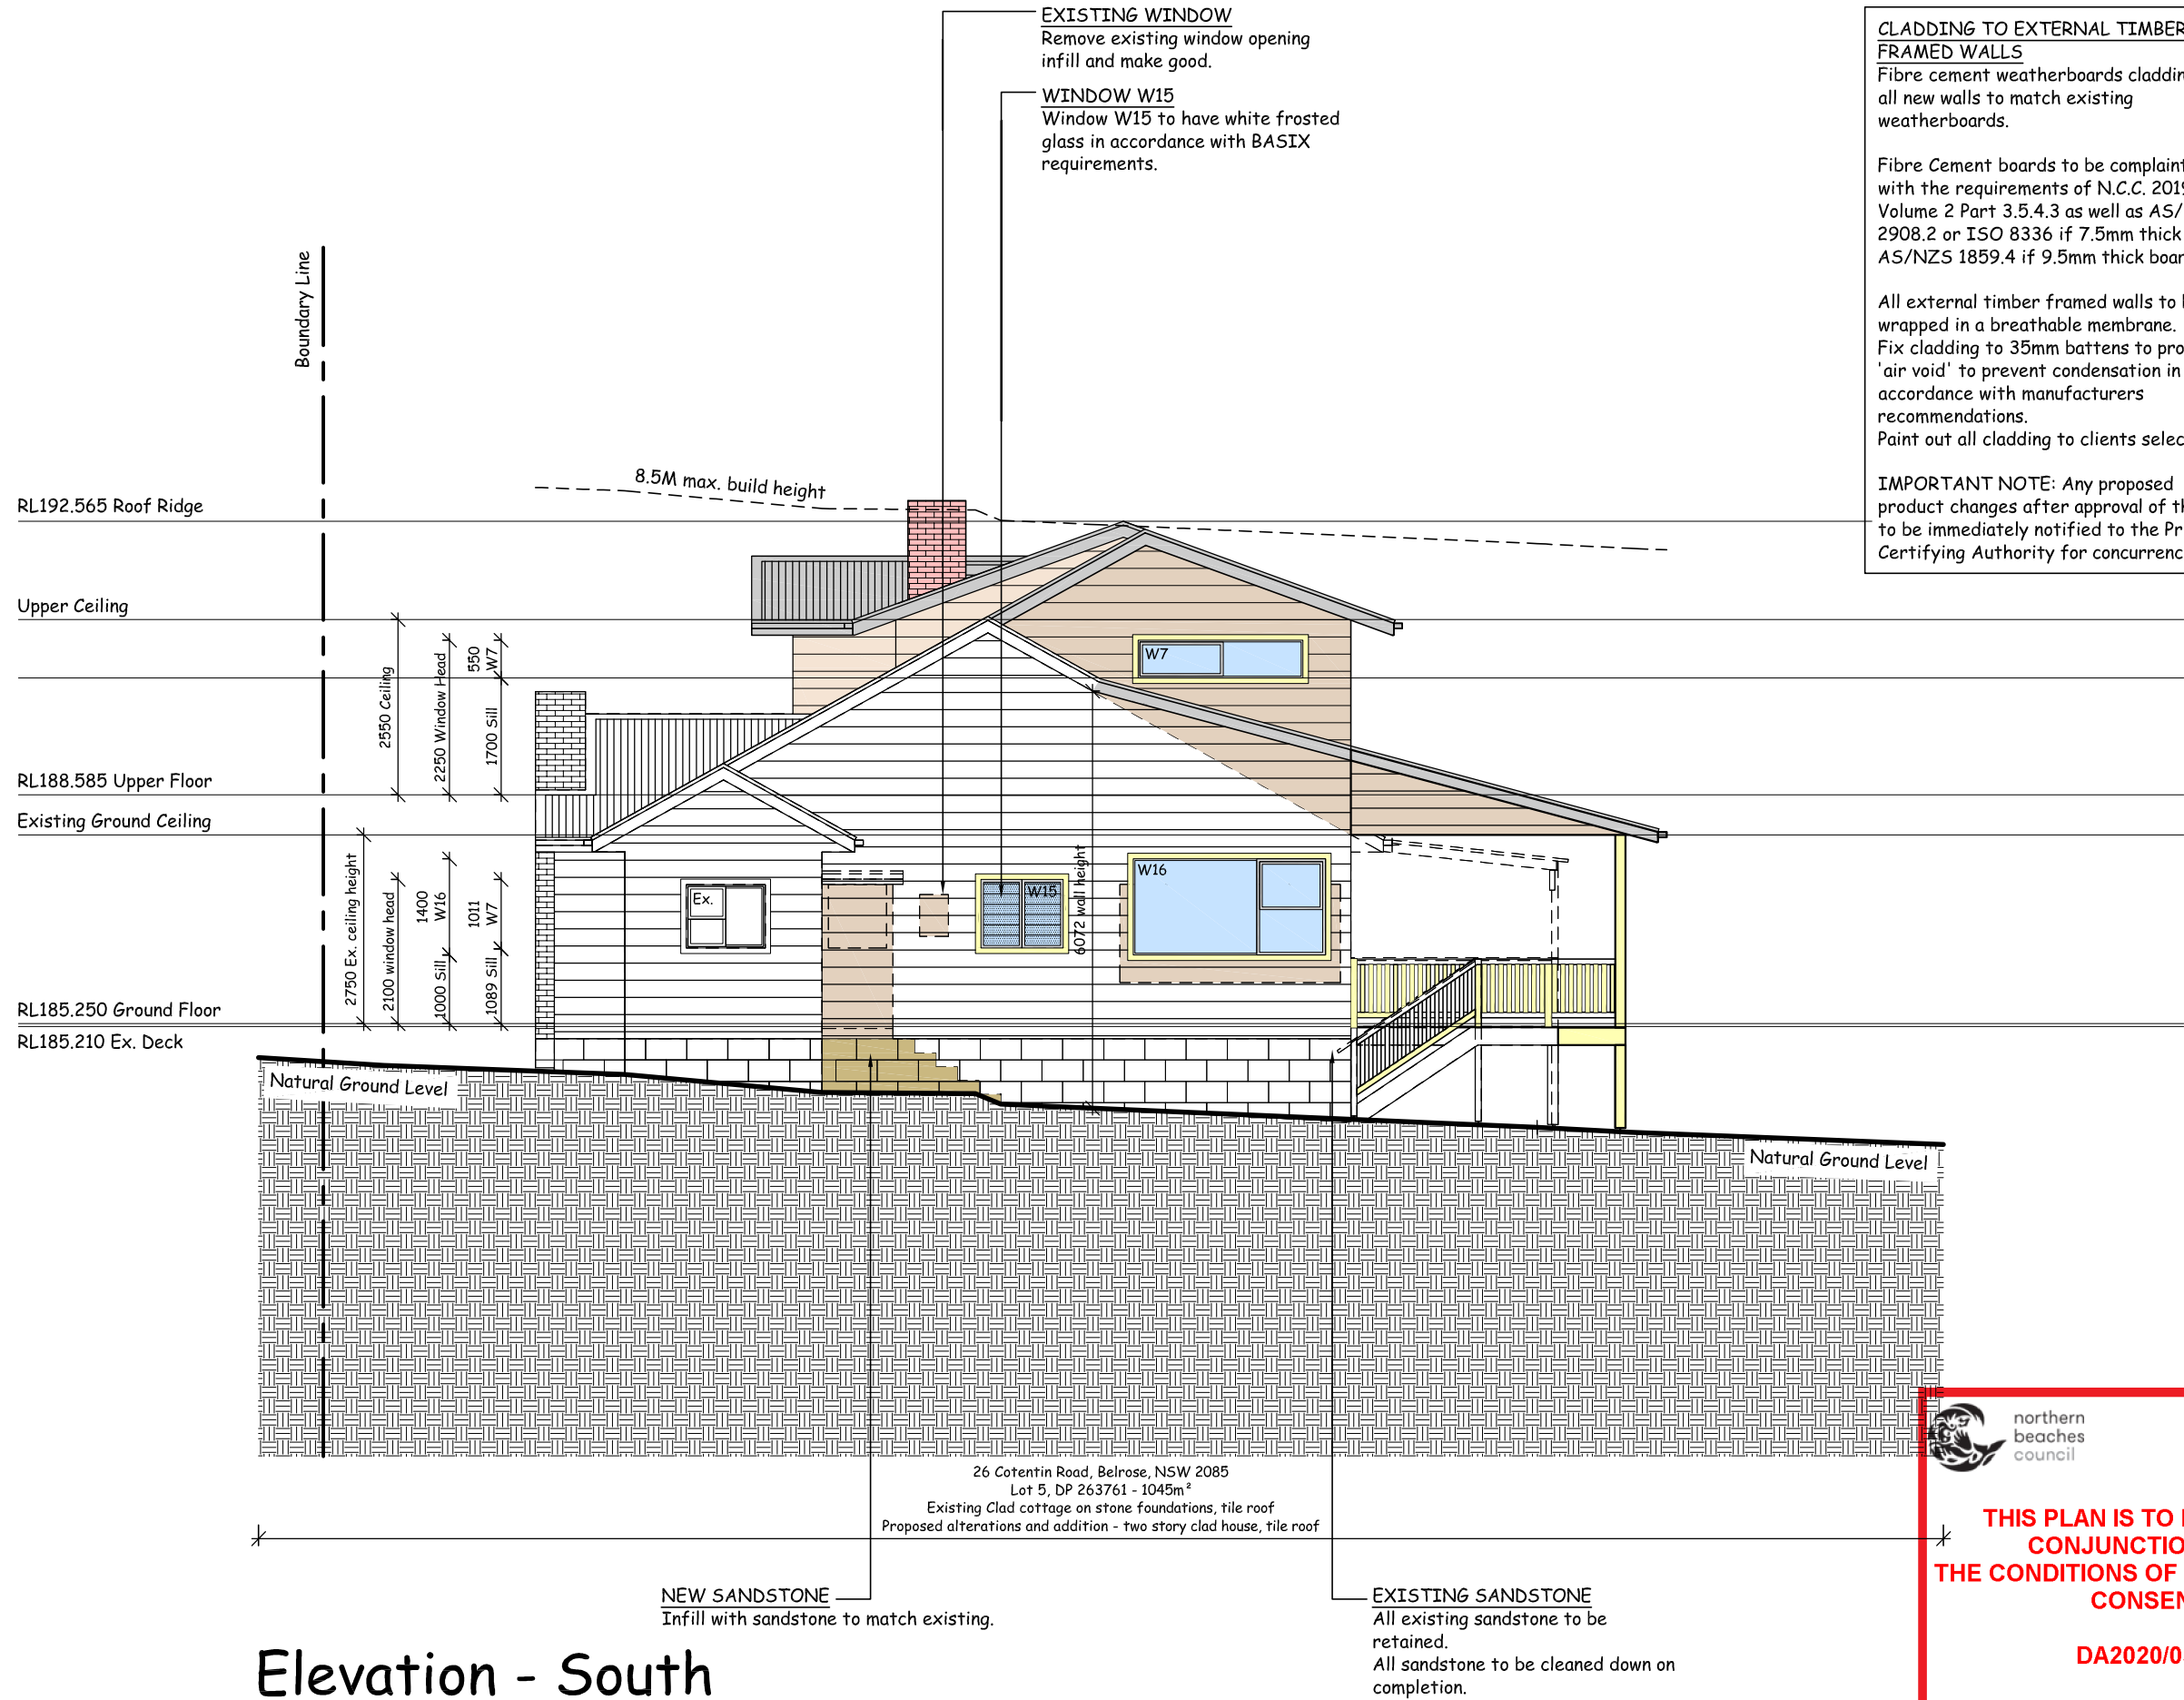 EXISTING WINDOW
Remove existing window opening
infill and make good.
WINDOW W15
Window W15 to have white frosted
glass in accordance with BASIX
requirements.
CLADDING TO EXTERNAL TIMBER
FRAMED WALLS
Fibre cement weatherboards
all new walls to match existing
weatherboards.
Fibre Cement boards to be
with the requirements of N.C.C.
Volume 2 Part 3.5.4.3 as well as AS/
2908.2 or ISO 8336 if 7.5mm thick
AS/NZS 1859.4 if 9.5mm thick
All external timber framed walls to
wrapped in a breathable membrane.
Fix cladding to 35mm battens to
'air void' to prevent condensation in
accordance with manufacturers
recommendations.
Paint out all cladding to clients
IMPORTANT NOTE: Any proposed
product changes after approval of
to be immediately notified to the
Certifying Authority for
Boundary Line
8.5M max. build height
RL192.565 Roof Ridge
Upper Ceiling
RL188.585 Upper Floor
Existing Ground Ceiling
RL185.250 Ground Floor
RL185.210 Ex. Deck
2550 Ceiling
2250 Window Head
550
W7
1700 Sill
2750 Ex. ceiling height
2100 window head
1400
W16
1000 Sill
1011
W7
1089 Sill
W7
Ex.
W15
6072 wall height
W16
Natural Ground Level
Natural Ground Level
26 Cotentin Road, Belrose, NSW 2085
Lot 5, DP 263761 - 1045m²
Existing Clad cottage on stone foundations, tile roof
Proposed alterations and addition - two story clad house, tile roof
NEW SANDSTONE
Infill with sandstone to match existing.
EXISTING SANDSTONE
All existing sandstone to be
retained.
All sandstone to be cleaned down on
completion.
Elevation - South
northern
beaches
council
THIS PLAN IS TO
CONJUNCTIO
THE CONDITIONS OF
CONSEN
DA2020/0